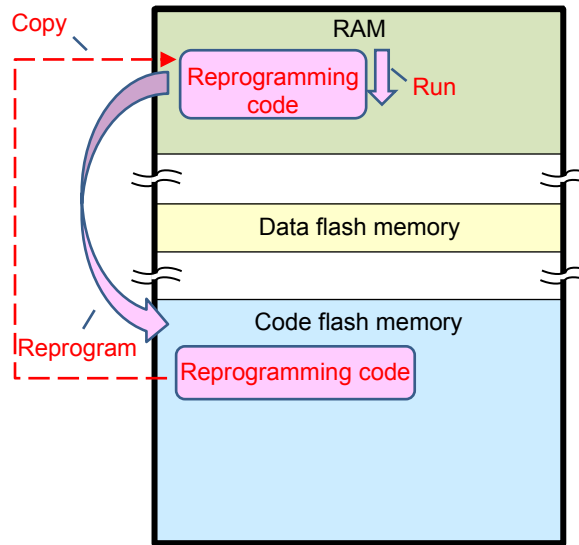 Copy
RAM
Reprogramming
code
Run
Data flash memory
Code flash memory
Reprogram
Reprogramming code